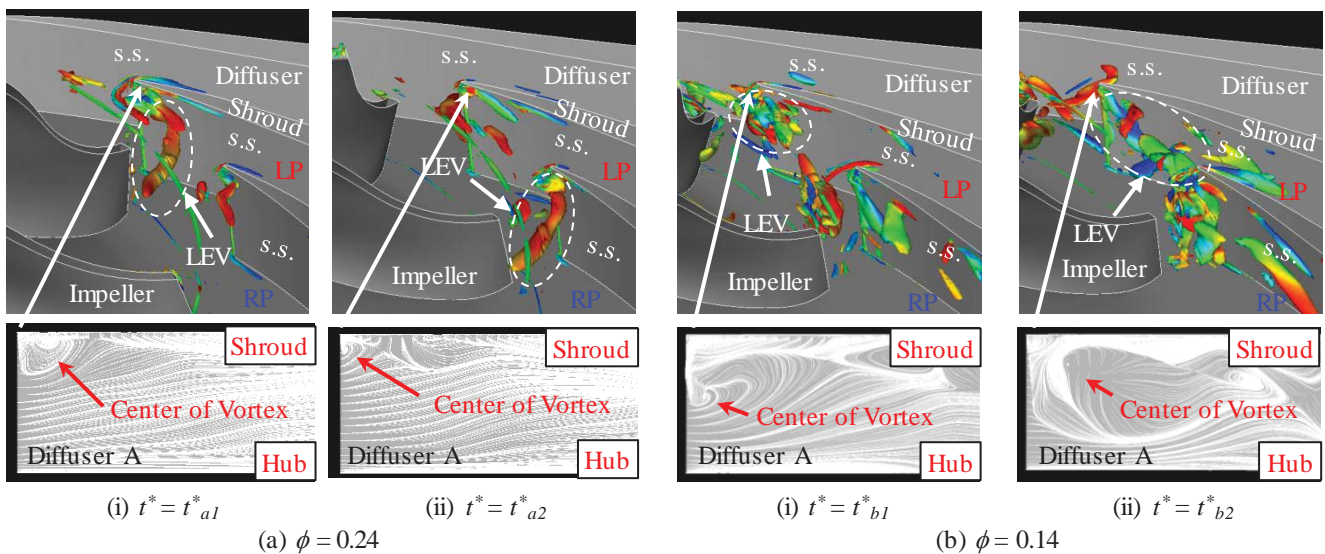 s.s.
Diffuser
Shroud
s.s.
LP
LEV
s.s.
Impeller
RP
Shroud
Center of Vortex
Diffuser A
Hub
(i) t* = t*a1
s.s.
Diffuser
Shroud
s.s.
LEV
LP
s.s.
Impeller
RP
Shroud
Center of Vortex
Diffuser A
Hub
(ii) t* = t*a2
(a) ϕ = 0.24
s.s.
Diffuser
Shroud
s.s.
LP
LEV
s.s.
Impeller
RP
Shroud
Center of Vortex
Diffuser A
Hub
(i) t* = t*b1
s.s.
Diffuser
Shroud
s.s.
LP
LEV
s.s.
Impeller
RP
Shroud
Center of Vortex
Diffuser A
Hub
(ii) t* = t*b2
(b) ϕ = 0.14